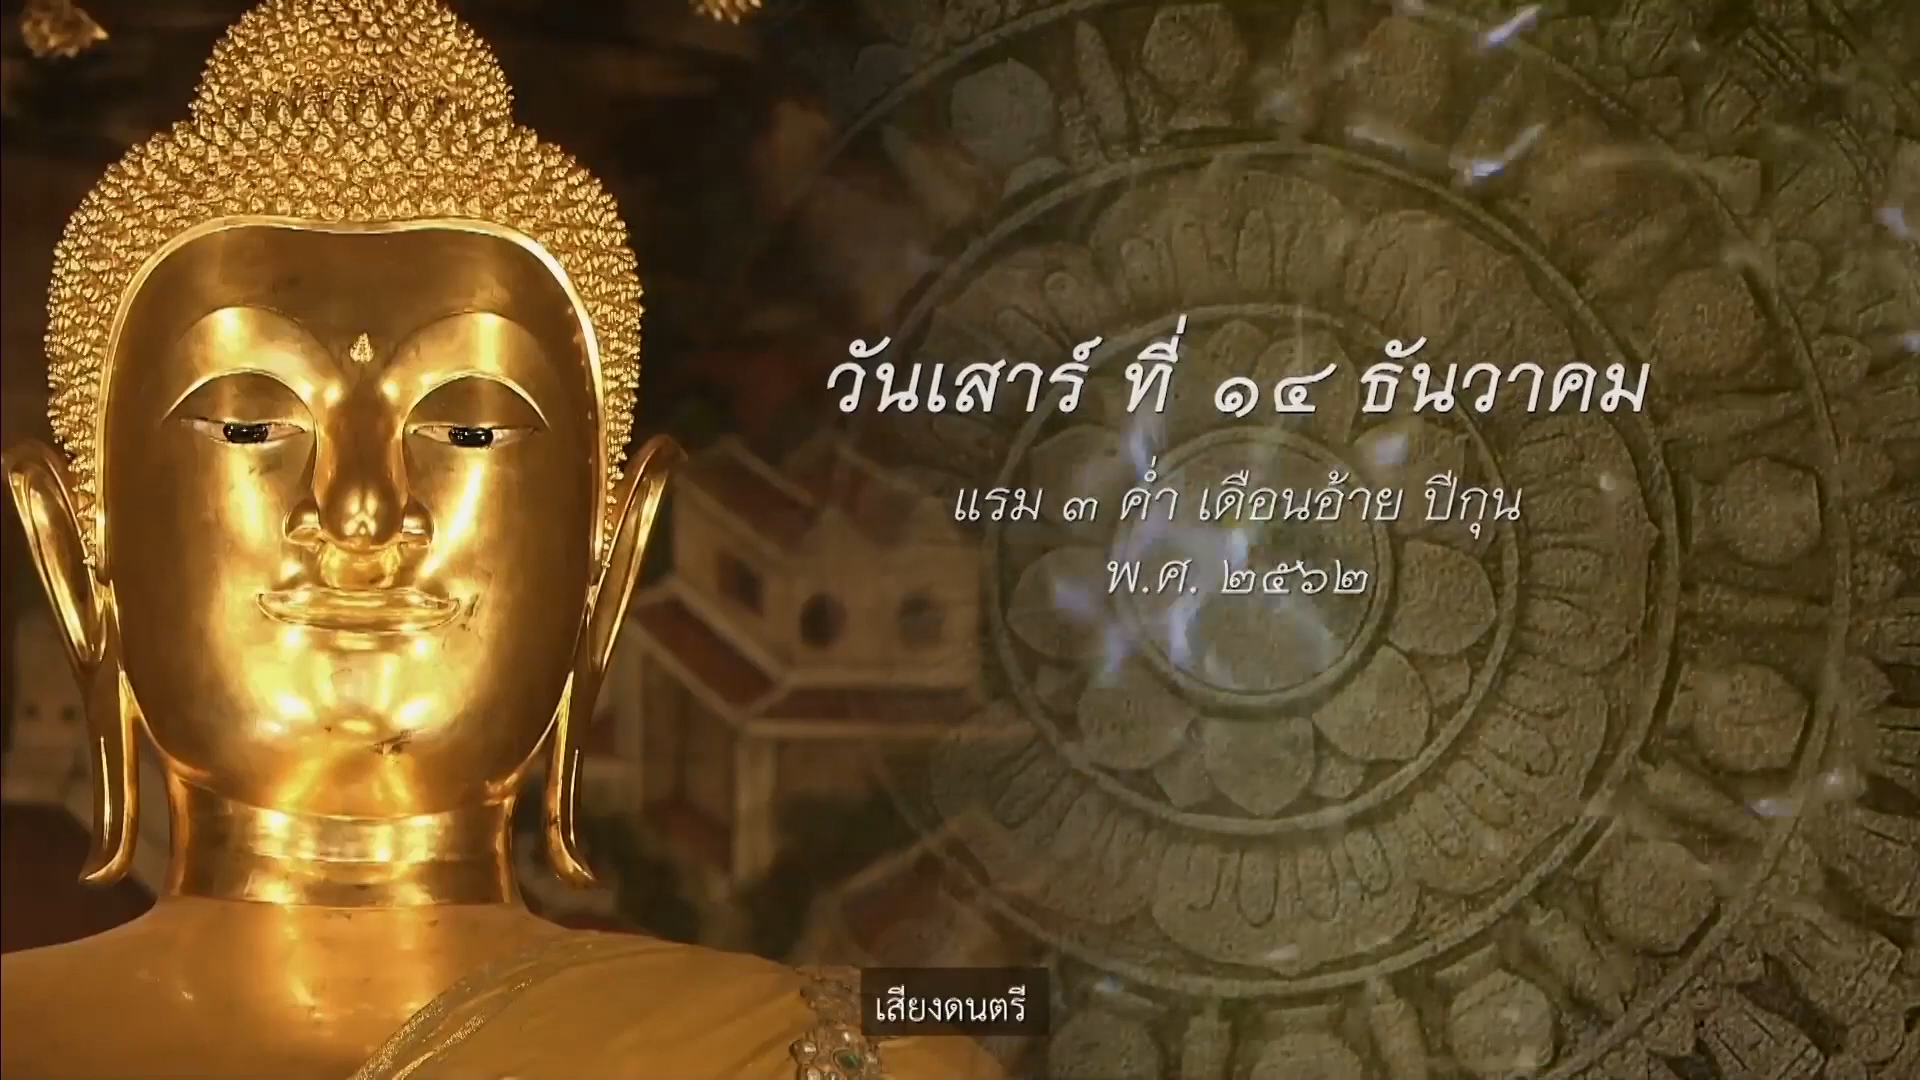 วันเสาร์ ที่ ๑๔ ธันวาคม
แรม ๓ ค่ำ เดือนอ้าย ปีกุน
พ.ศ. ๒๕๖๒
เสียงดนตรี